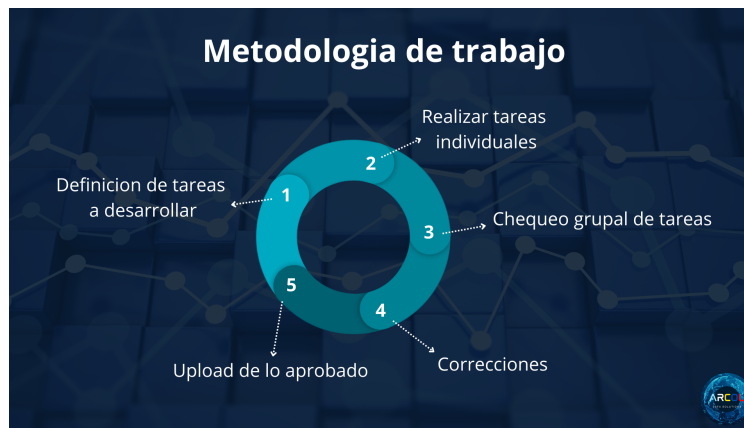 Metodologia de trabajo
1
Definicion de tareas
a desarrollar
2
Realizar tareas
individuales
3
Chequeo grupal de tareas
4
Correcciones
5
Upload de lo aprobado